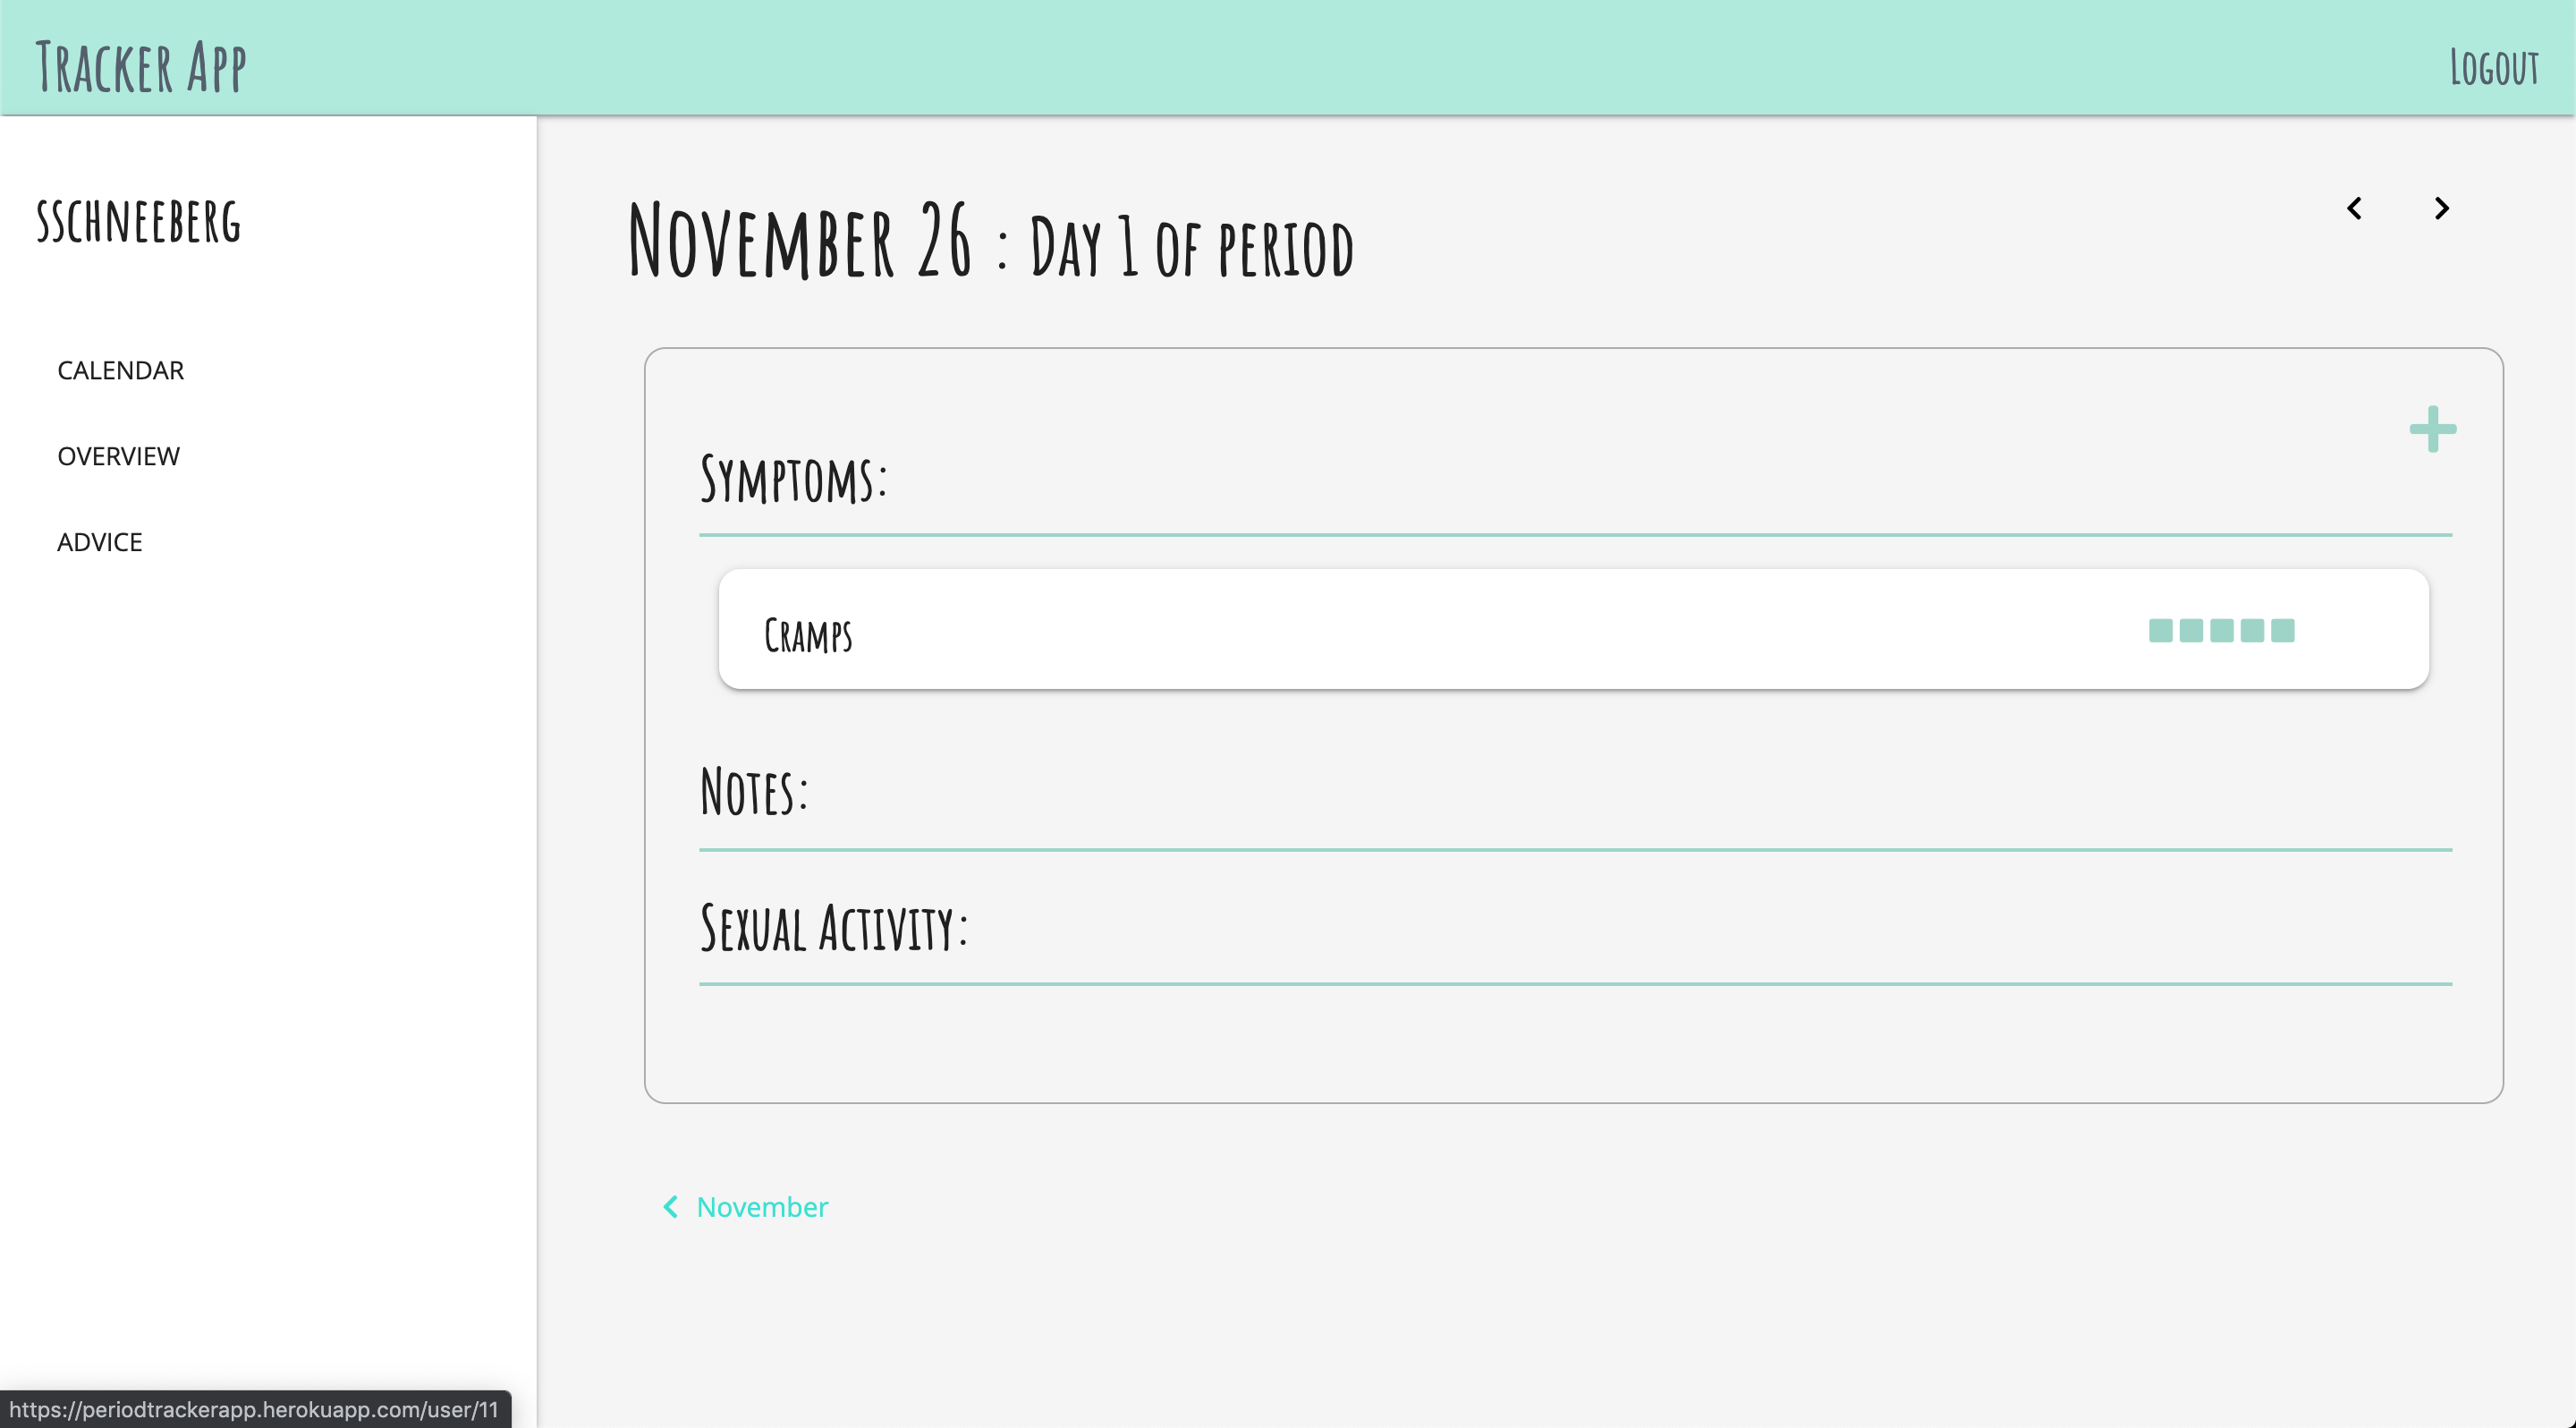 Tracker App
Logout
sschneeberg
CALENDAR
OVERVIEW
ADVICE
November 26 : Day 1 of period
Symptoms:
Cramps
Notes:
Sexual Activity:
November
https://periodtrackerapp.herokuapp.com/user/11